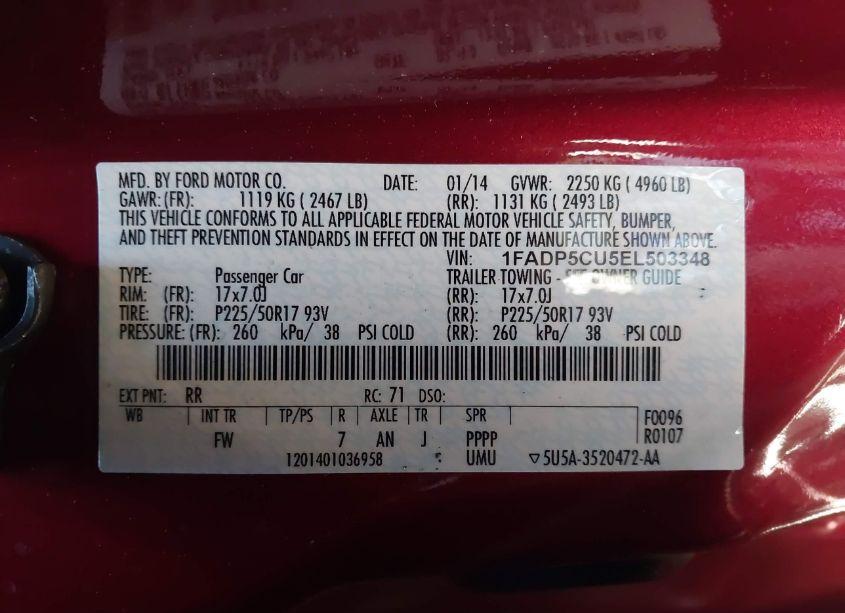 MFD. BY FORD MOTOR CO. DATE: 01/14 GVWR: 2250 KG ( 4960 LB)
GAWR: (FR): 1119 KG ( 2467 LB) (RR): 1131 KG ( 2493 LB)
THIS VEHICLE CONFORMS TO ALL APPLICABLE FEDERAL MOTOR VEHICLE SAFETY, BUMPER,
AND THEFT PREVENTION STANDARDS IN EFFECT ON THE DATE OF MANUFACTURE SHOWN ABOVE.
VIN: 1FADP5CU5EL503348
TYPE: Passenger Car TRAILER TOWING - SEE OWNER GUIDE
RIM: (FR): 17x7.0J (RR): 17x7.0J
TIRE: (FR): P225/50R17 93V (RR): P225/50R17 93V
PRESSURE: (FR): 260 kPa/ 38 PSI COLD (RR): 260 kPa/ 38 PSI COLD
EXT PNT: RR RC: 71 DSO:
WB INT TR TP/PS R AXLE TR SPR F0096
FW 7 AN J PPPP R0107
1201401036958 UMU ▽5U5A-3520472-AA